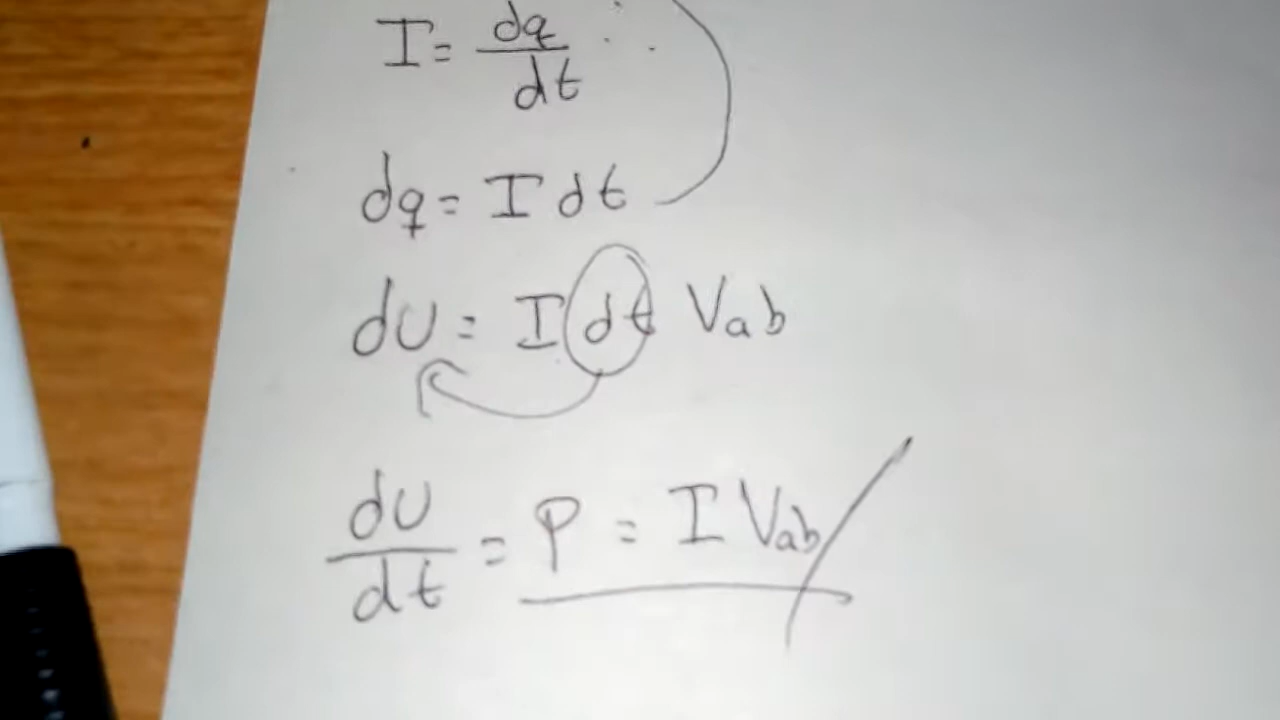 I = dq/dt
dq = I dt
dU = I dt Vab
dU/dt = P = I Vab